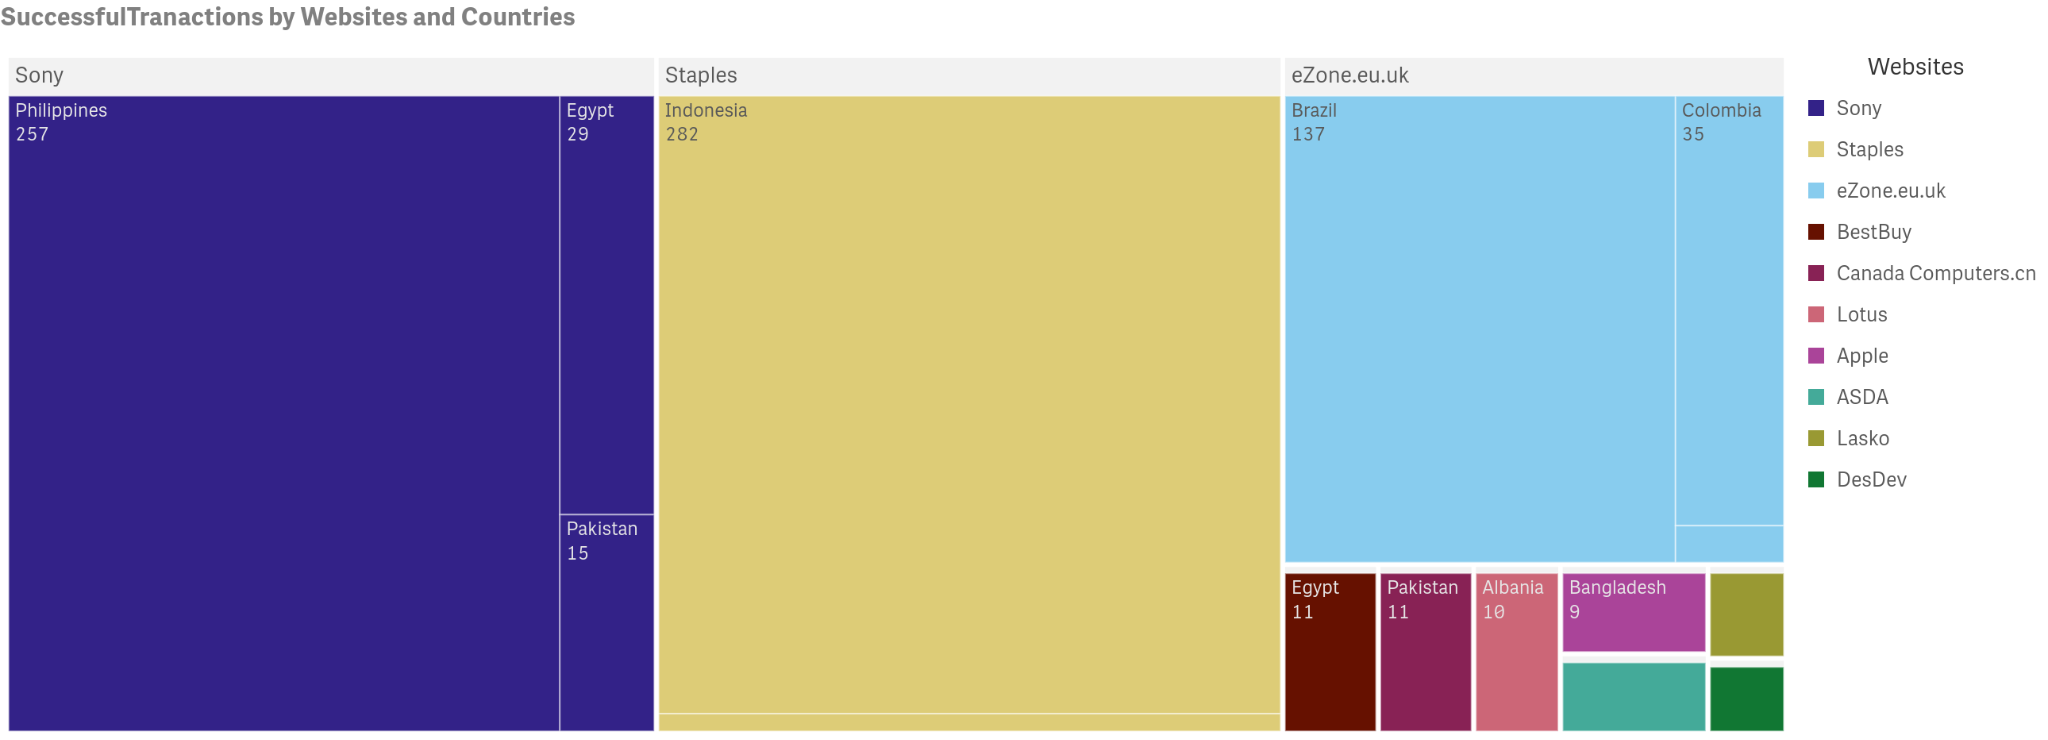 SuccessfulTranactions by Websites and Countries
Sony
Philippines
257
Egypt
29
Pakistan
15
Staples
Indonesia
282
eZone.eu.uk
Brazil
137
Colombia
35
Egypt
11
Pakistan
11
Albania
10
Bangladesh
9
Websites
Sony
Staples
eZone.eu.uk
BestBuy
Canada Computers.cn
Lotus
Apple
ASDA
Lasko
DesDev